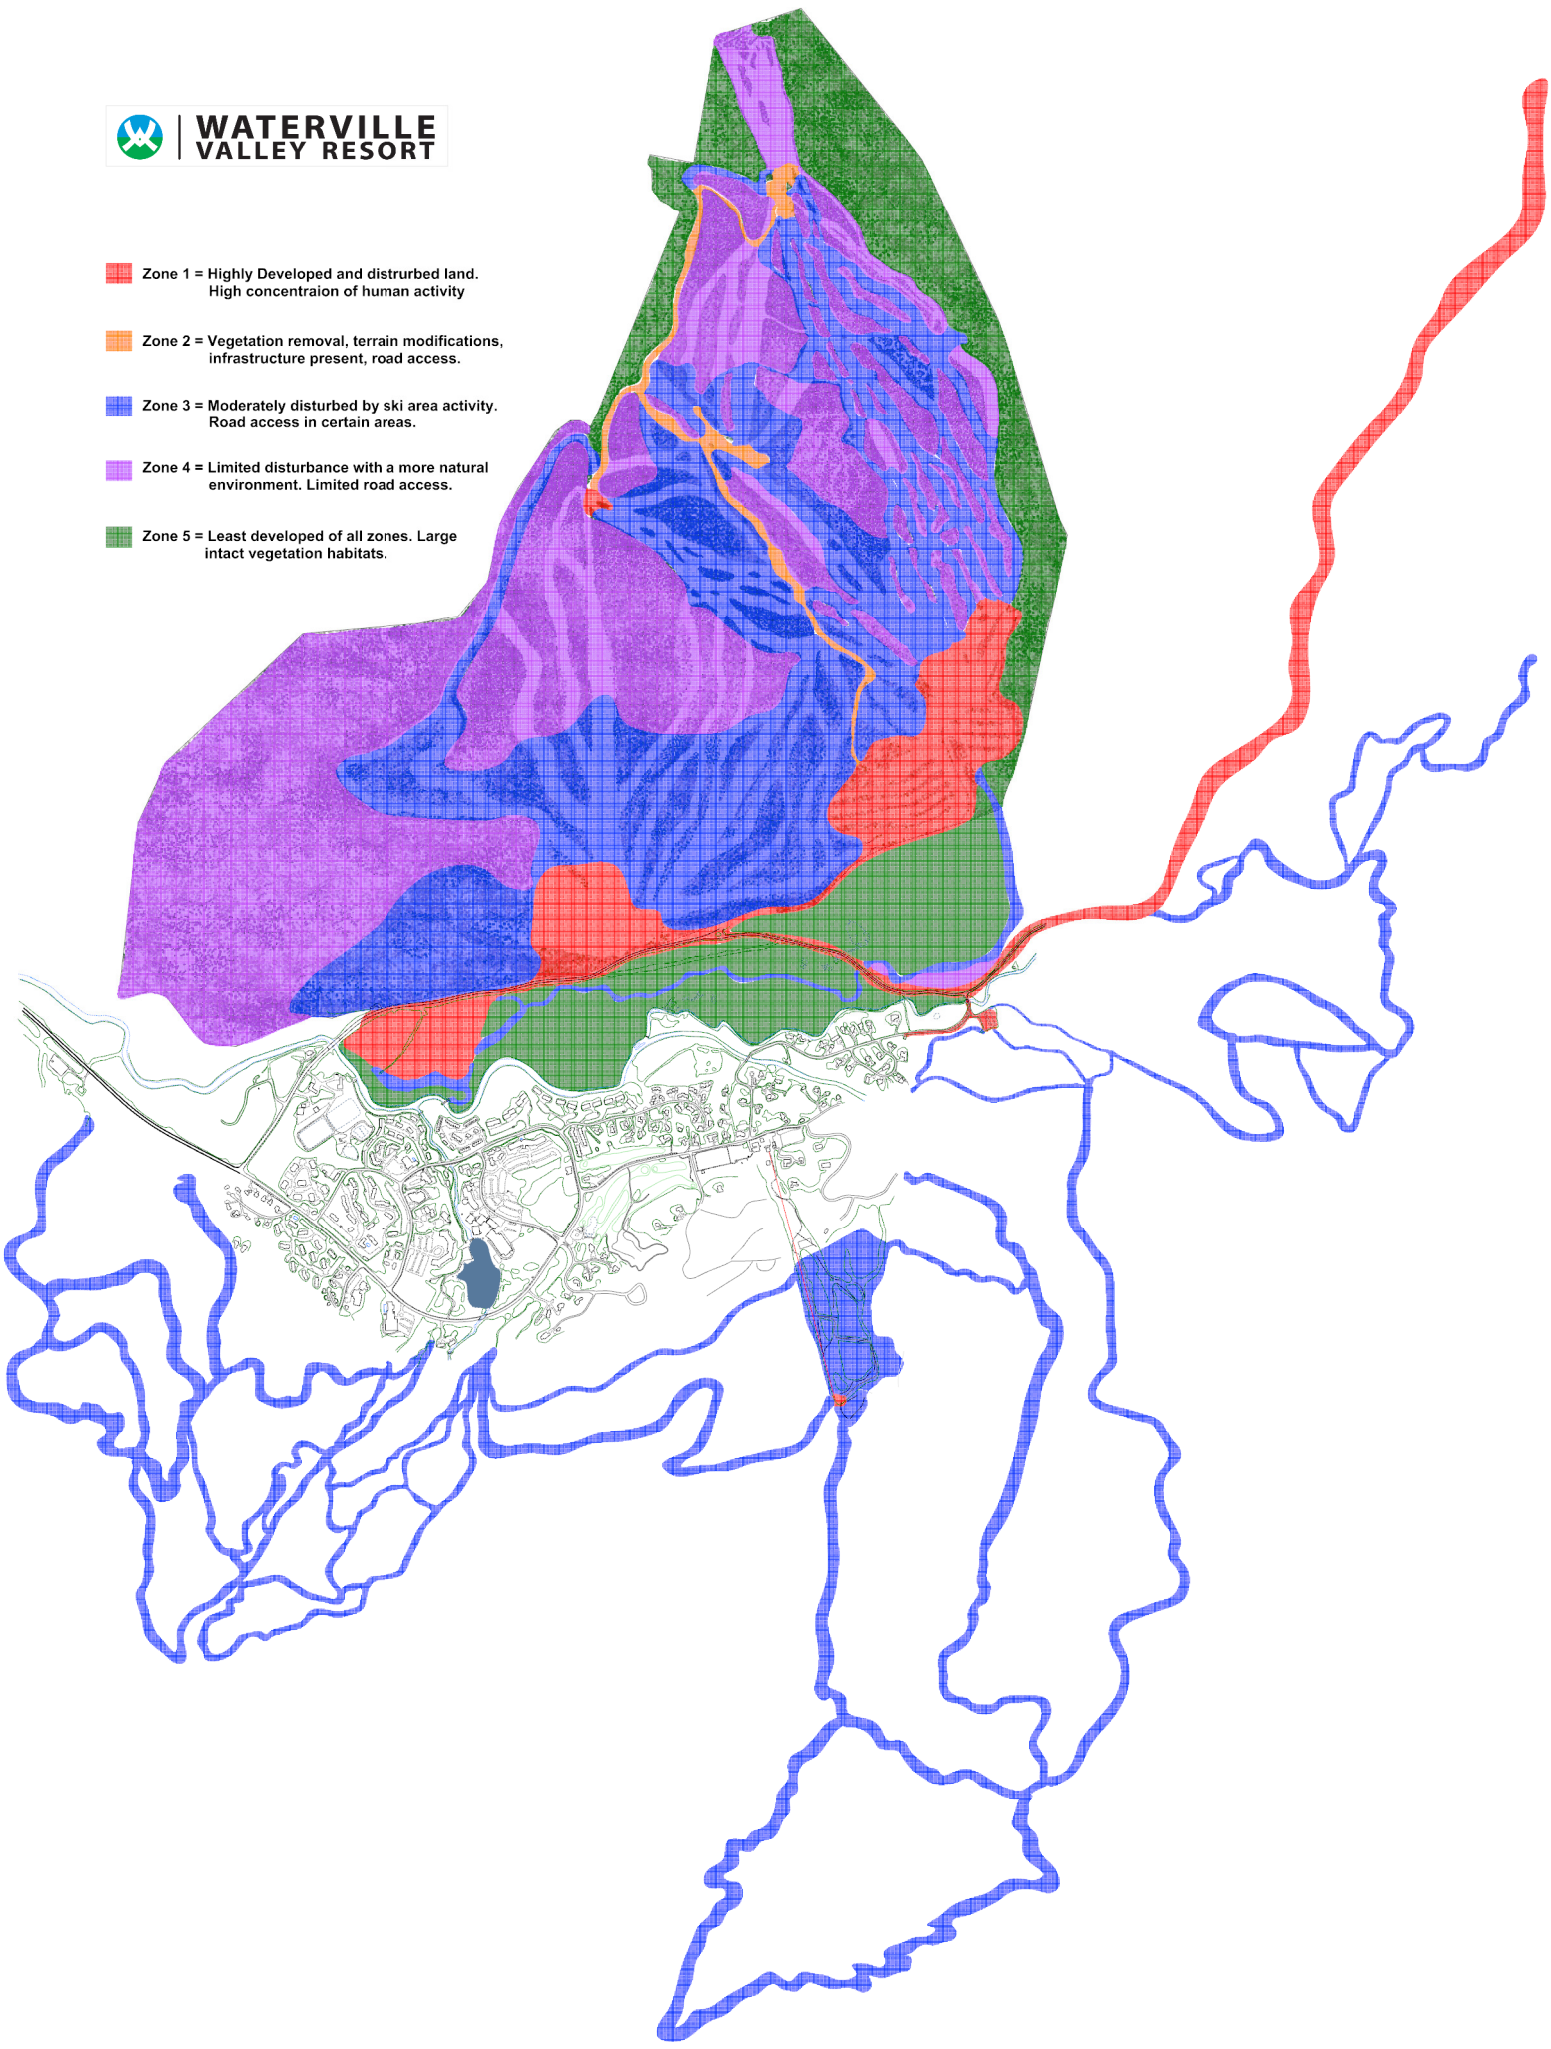 WATERVILLE
VALLEY RESORT
Zone 1 = Highly Developed and distrurbed land.
High concentraion of human activity
Zone 2 = Vegetation removal, terrain modifications,
infrastructure present, road access.
Zone 3 = Moderately disturbed by ski area activity.
Road access in certain areas.
Zone 4 = Limited disturbance with a more natural
environment. Limited road access.
Zone 5 = Least developed of all zones. Large
intact vegetation habitats.